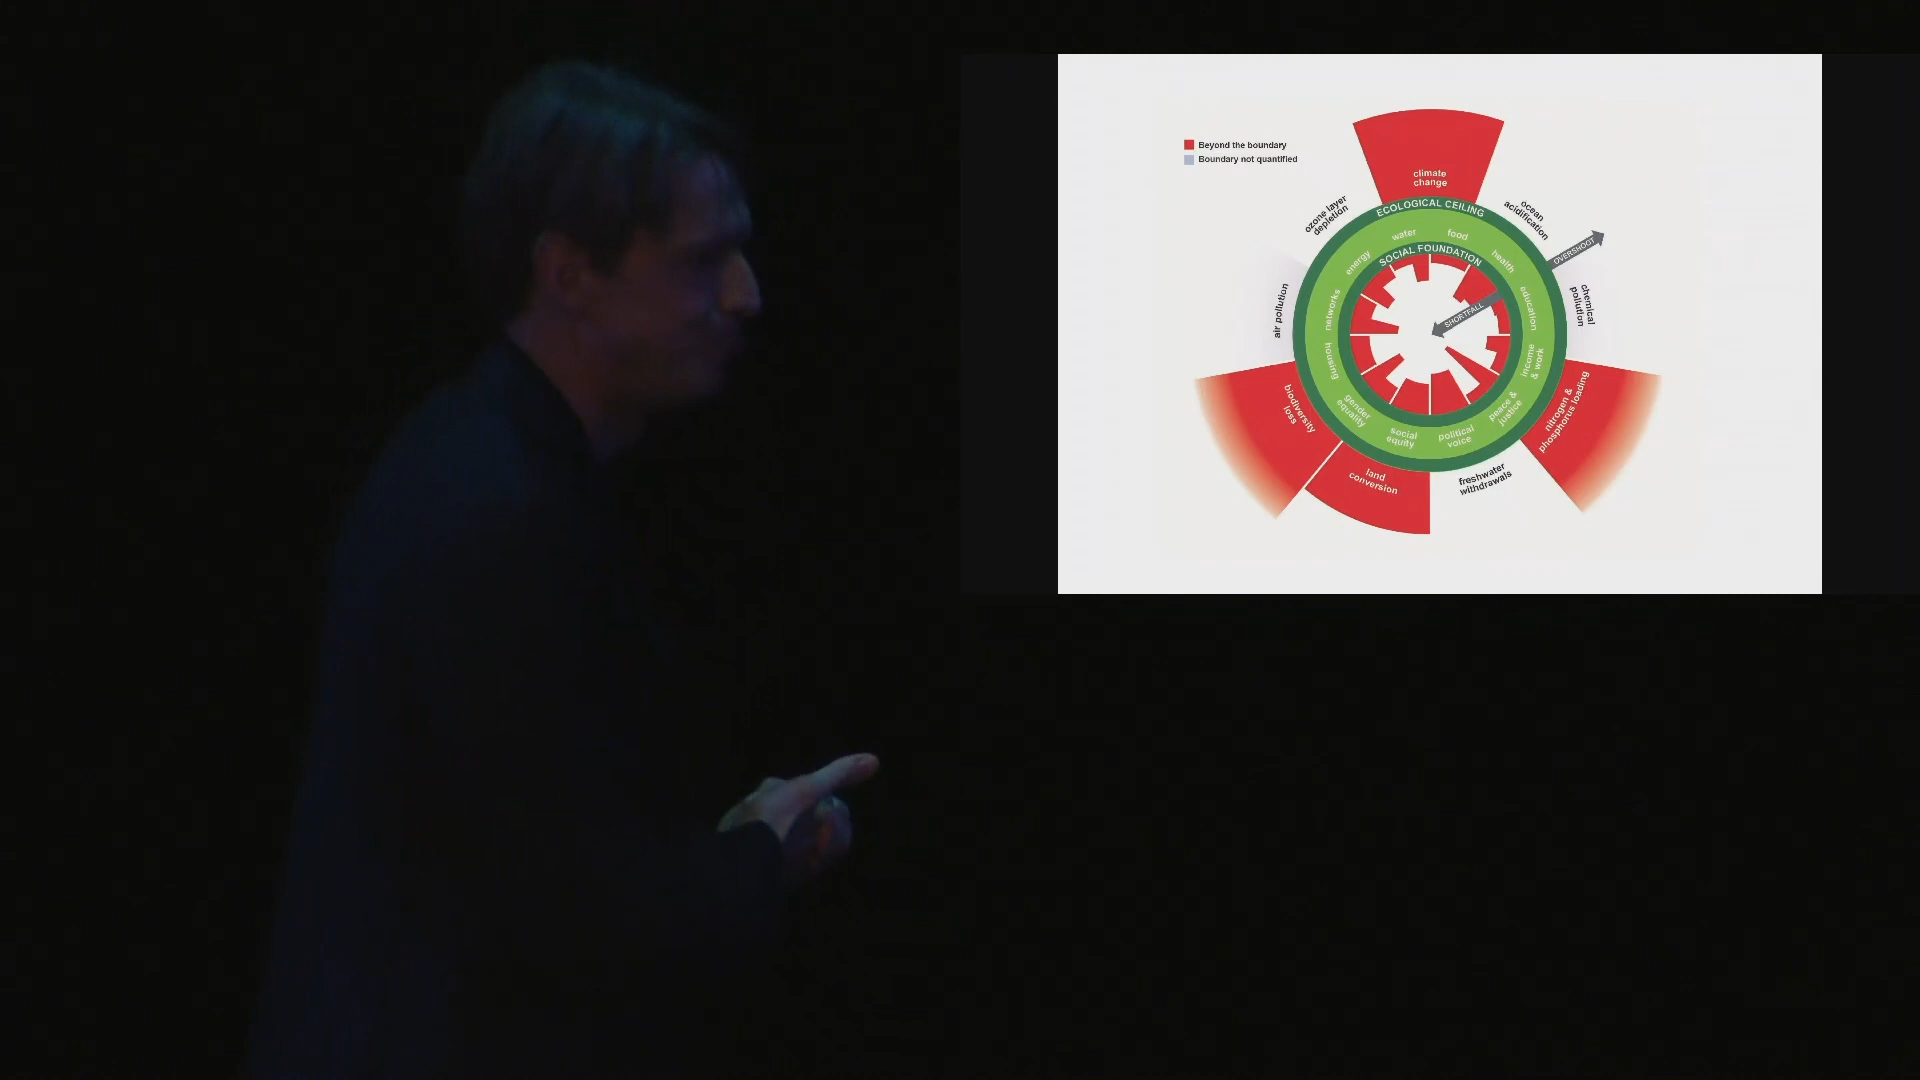 Beyond the boundary
Boundary not quantified
climate
change
ozone layer
depletion
ocean
acidification
ECOLOGICAL CEILING
water
food
SOCIAL FOUNDATION
energy
health
OVERSHOOT
air pollution
networks
SHORTFALL
education
chemical
pollution
housing
income
& work
biodiversity
loss
gender
equality
social
equity
political
voice
peace &
justice
nitrogen &
phosphorus loading
land
conversion
freshwater
withdrawals